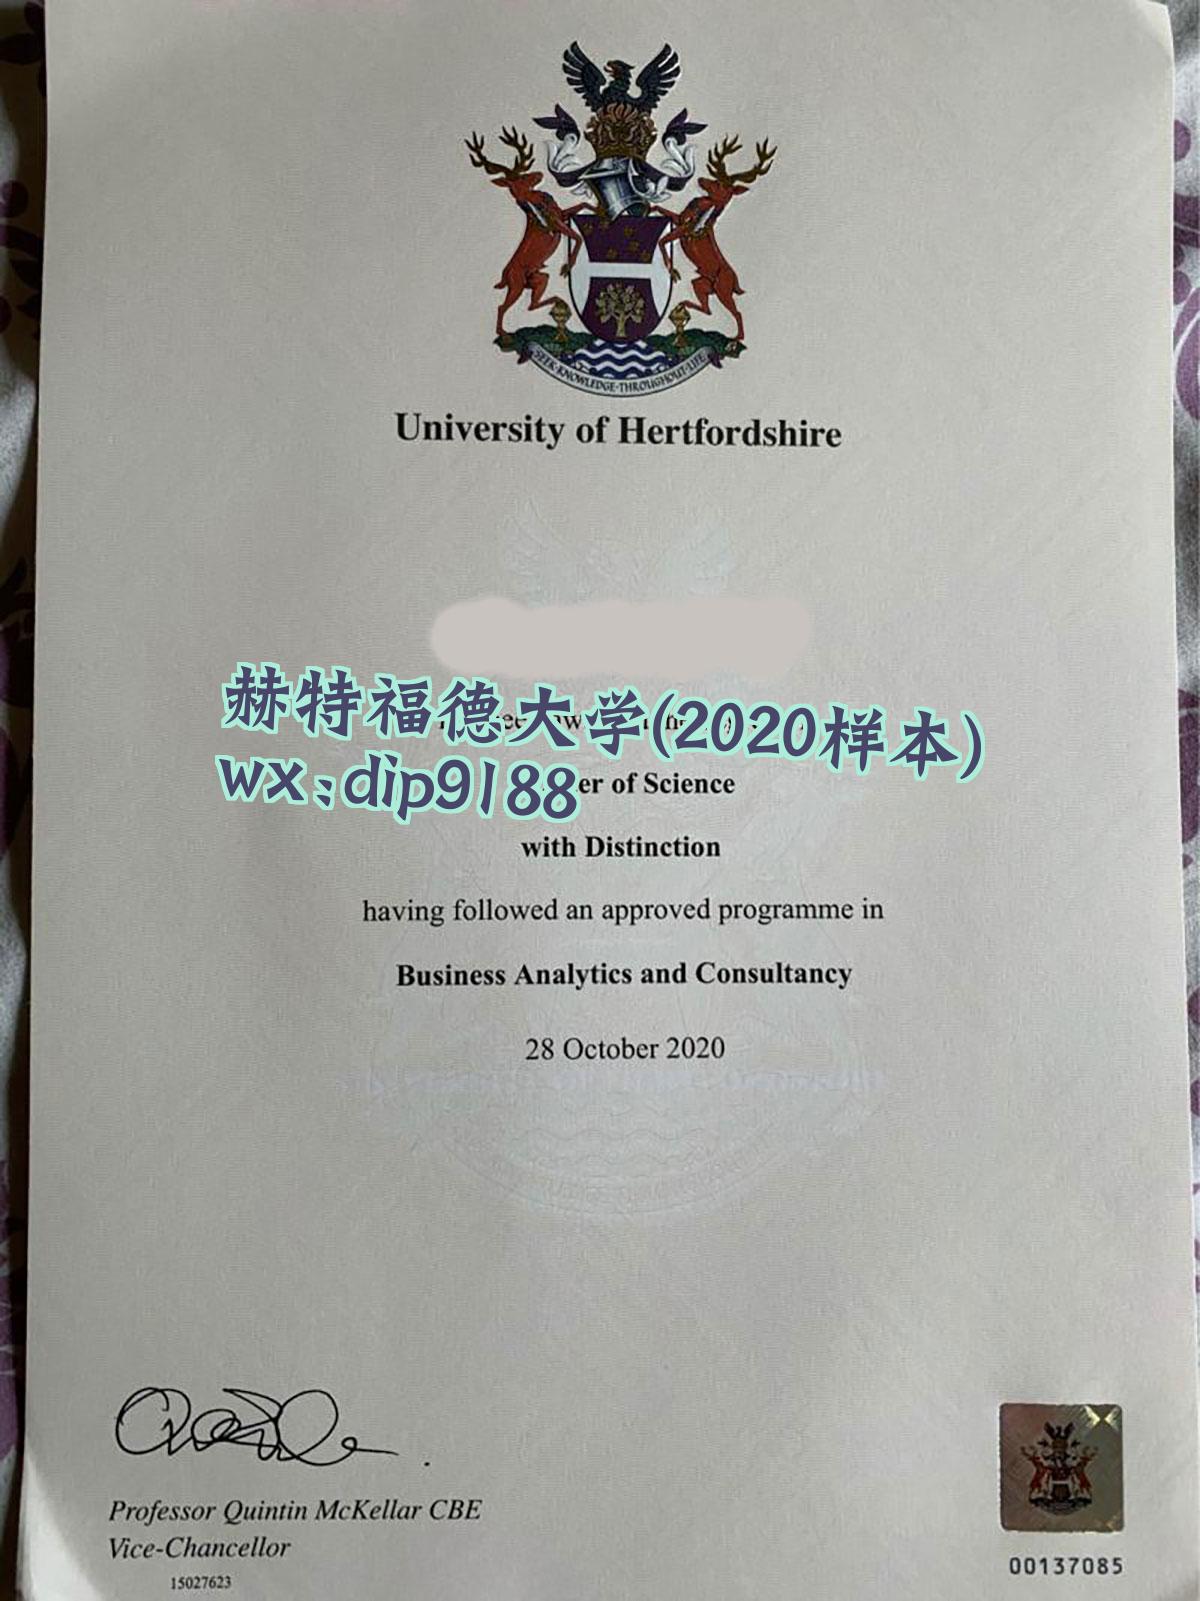 SEEK·KNOWLEDGE·THROUGHOUT·LIFE
University of Hertfordshire
赫特福德大学(2020样本)
wx:dip9188
er of Science
with Distinction
having followed an approved programme in
Business Analytics and Consultancy
28 October 2020
Professor Quintin McKellar CBE
Vice-Chancellor
15027623
00137085